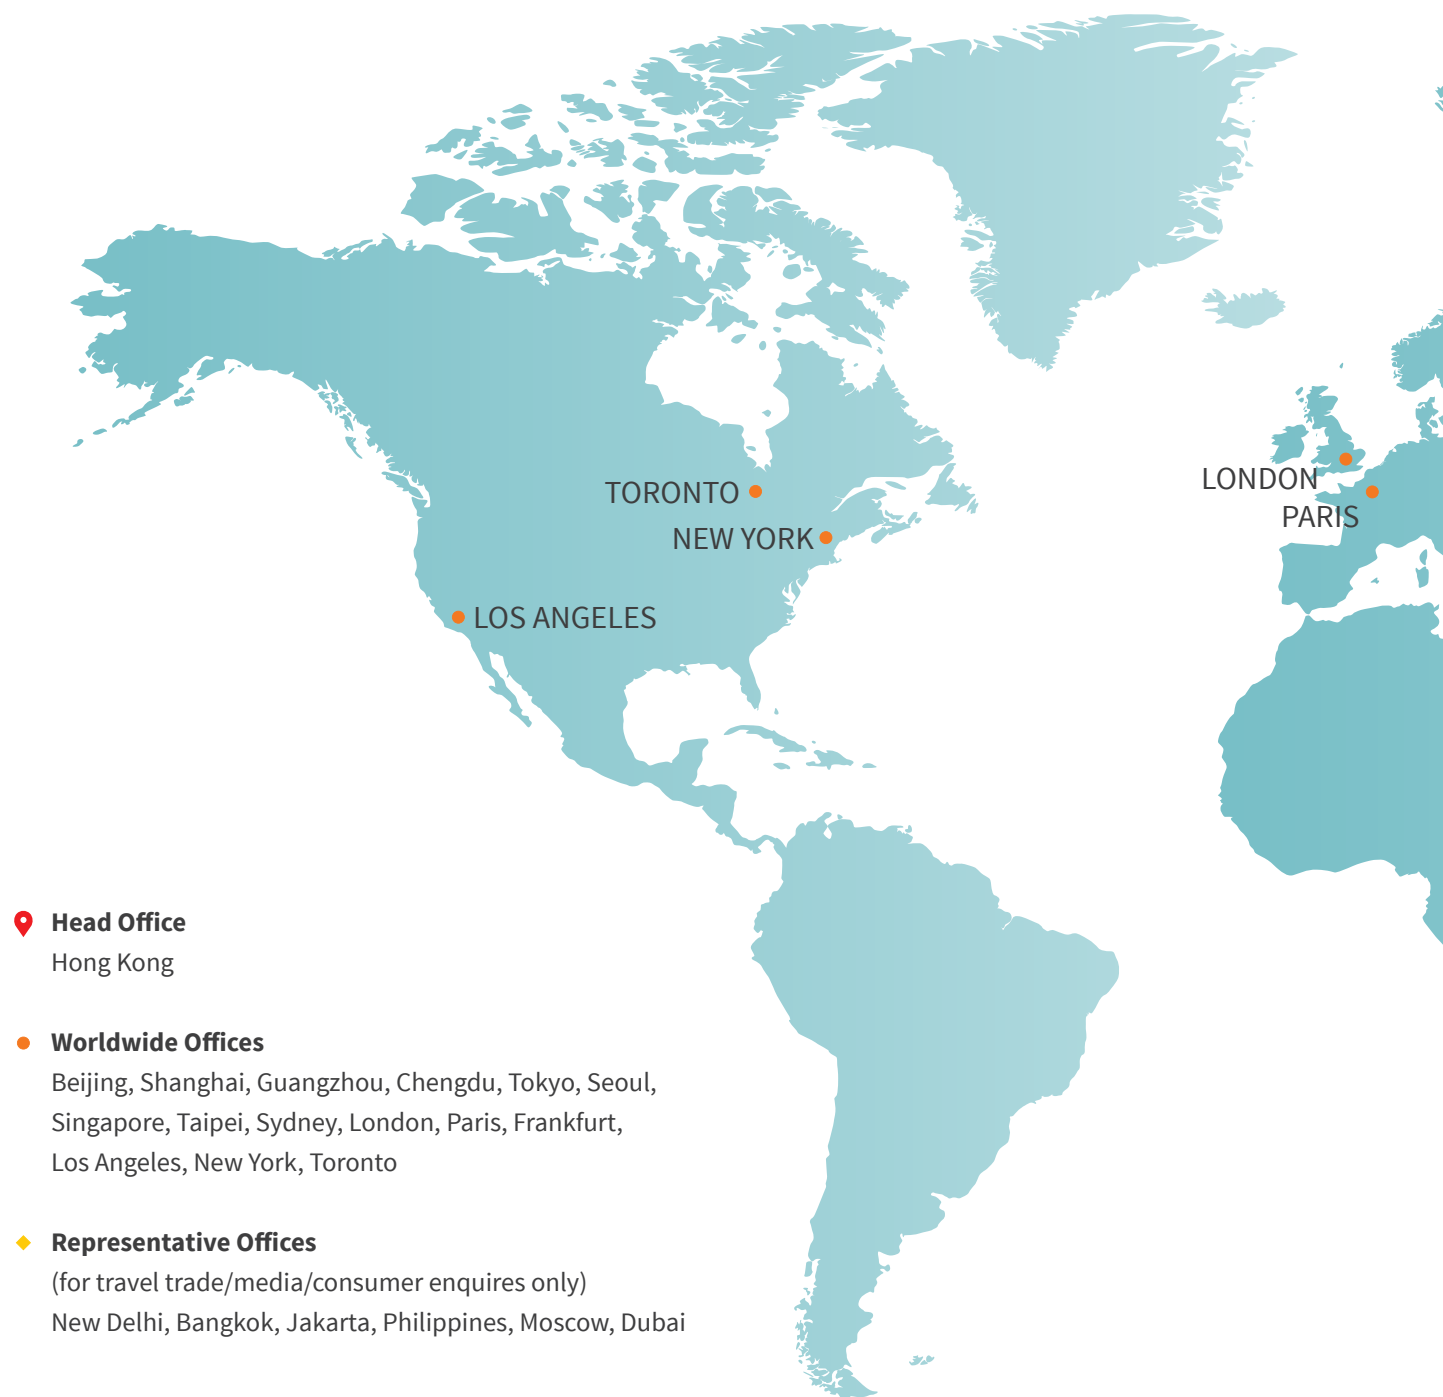 TORONTO
NEW YORK
LOS ANGELES
LONDON
PARIS
Head Office
Hong Kong
Worldwide Offices
Beijing, Shanghai, Guangzhou, Chengdu, Tokyo, Seoul,
Singapore, Taipei, Sydney, London, Paris, Frankfurt,
Los Angeles, New York, Toronto
Representative Offices
(for travel trade/media/consumer enquires only)
New Delhi, Bangkok, Jakarta, Philippines, Moscow, Dubai